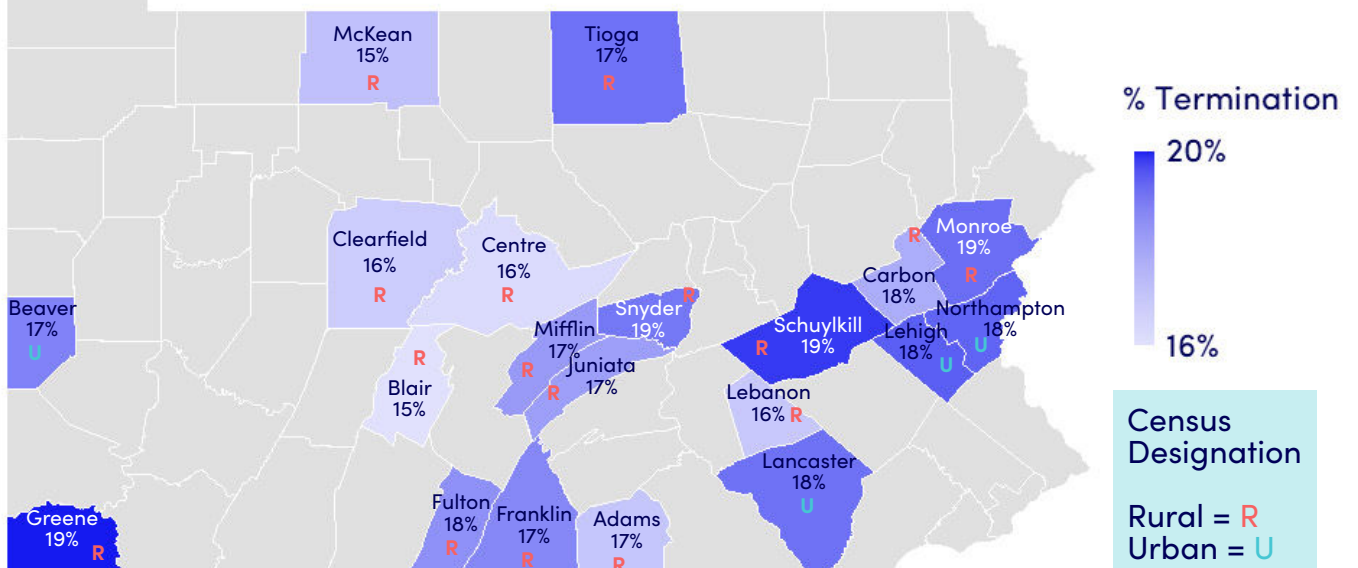 McKean
15%
R
Tioga
17%
R
Clearfield
16%
R
Centre
16%
R
Beaver
17%
U
Blair
R
15%
Mifflin
17%
R
Juniata
17%
R
Snyder
19%
R
Schuylkill
19%
R
Carbon
18%
R
Monroe
19%
R
Northampton
18%
U
Lehigh
18%
U
Lebanon
16%
R
Lancaster
18%
U
Greene
19%
R
Fulton
18%
R
Franklin
17%
R
Adams
17%
R
% Termination
20%
16%
Census
Designation
Rural = R
Urban = U